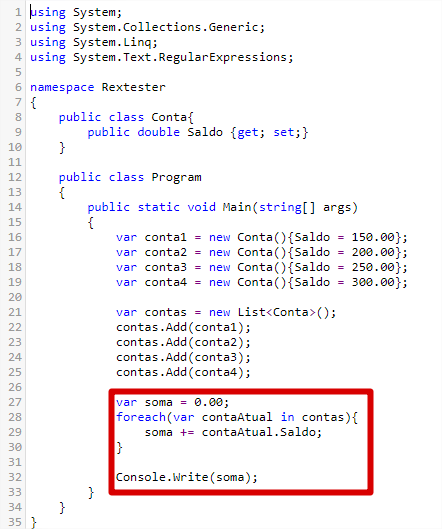 1 using System;
2 using System.Collections.Generic;
3 using System.Linq;
4 using System.Text.RegularExpressions;
5
6 namespace Rextester
7 {
8     public class Conta{
9         public double Saldo {get; set;}
10     }
11
12     public class Program
13     {
14         public static void Main(string[] args)
15         {
16             var conta1 = new Conta(){Saldo = 150.00};
17             var conta2 = new Conta(){Saldo = 200.00};
18             var conta3 = new Conta(){Saldo = 250.00};
19             var conta4 = new Conta(){Saldo = 300.00};
20
21             var contas = new List<Conta>();
22             contas.Add(conta1);
23             contas.Add(conta2);
24             contas.Add(conta3);
25             contas.Add(conta4);
26
27             var soma = 0.00;
28             foreach(var contaAtual in contas){
29                 soma += contaAtual.Saldo;
30             }
31
32             Console.Write(soma);
33         }
34     }
35 }